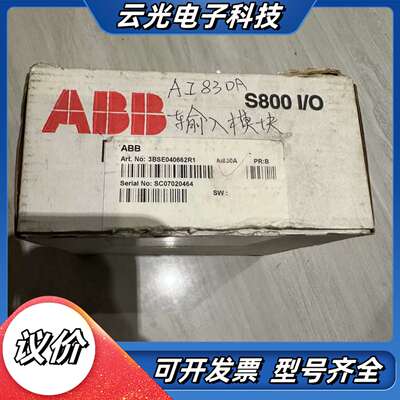 云光电子科技
AI830A
ABB
S800 I/O
输入模块
ABB
Art. No: 3BSE040662R1 AI830A PR:B
Serial No: SC07020464
SW:
议价
可开发票 型号齐全